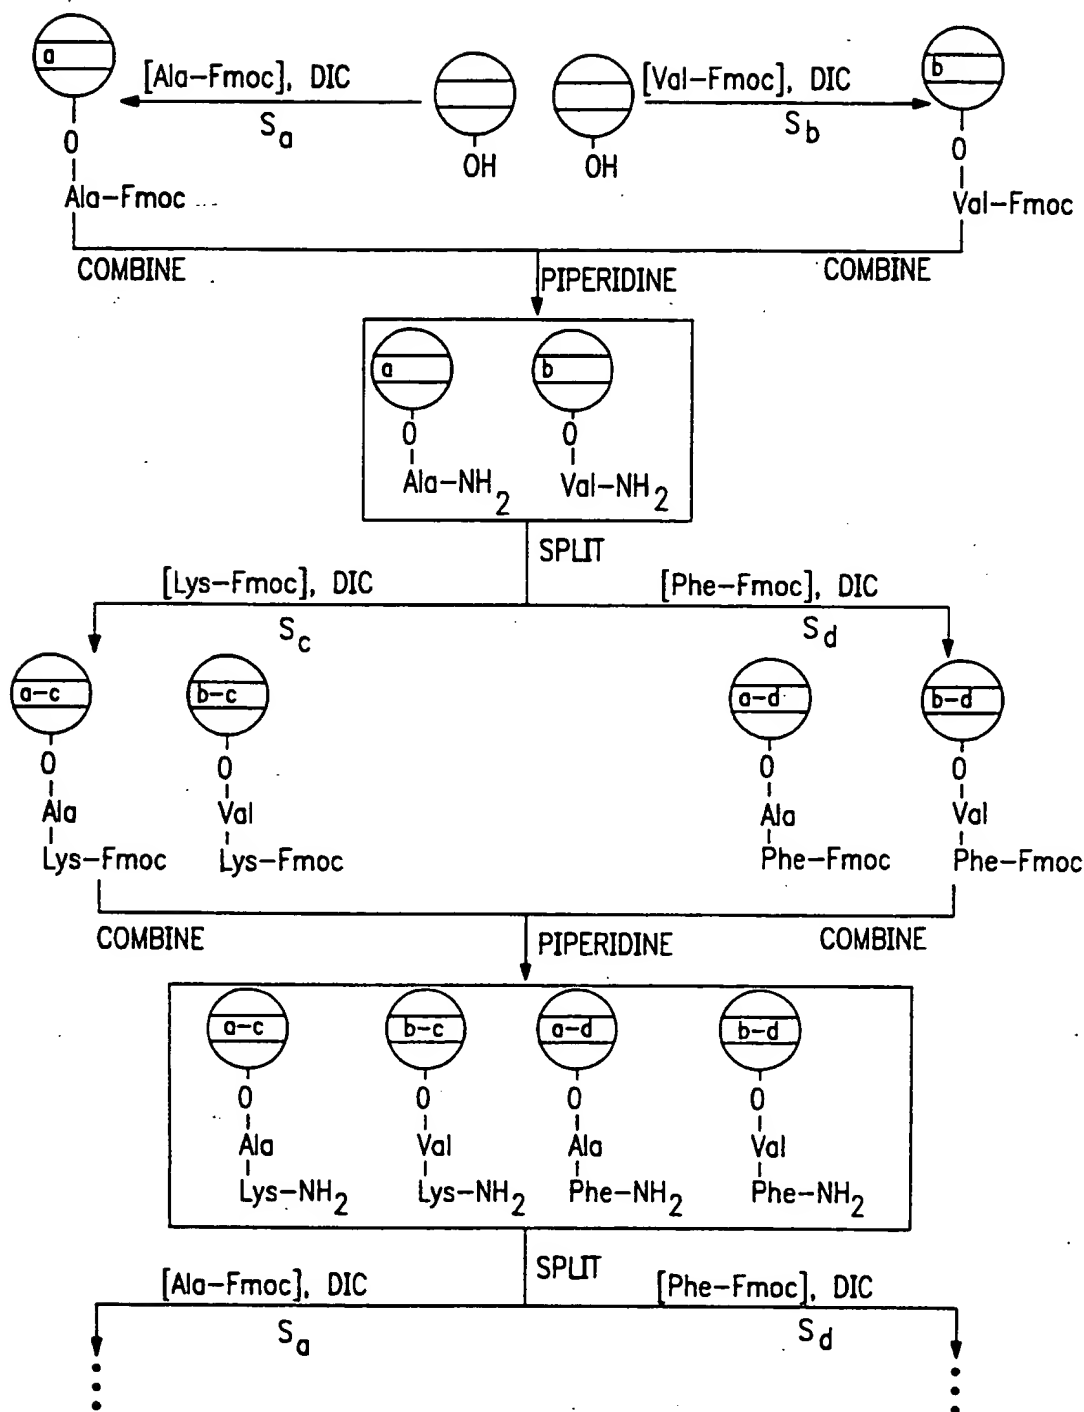 a
[Ala-Fmoc], DIC
Sa
OH
OH
[Val-Fmoc], DIC
Sb
b
O
Ala-Fmoc
O
Val-Fmoc
COMBINE
PIPERIDINE
COMBINE
a
b
O
O
Ala-NH2
Val-NH2
SPLIT
[Lys-Fmoc], DIC
[Phe-Fmoc], DIC
Sc
Sd
a-c
b-c
a-d
b-d
O
O
O
O
Ala
Val
Ala
Val
Lys-Fmoc
Lys-Fmoc
Phe-Fmoc
Phe-Fmoc
COMBINE
PIPERIDINE
COMBINE
a-c
b-c
a-d
b-d
O
O
O
O
Ala
Val
Ala
Val
Lys-NH2
Lys-NH2
Phe-NH2
Phe-NH2
SPLIT
[Ala-Fmoc], DIC
[Phe-Fmoc], DIC
Sa
Sd